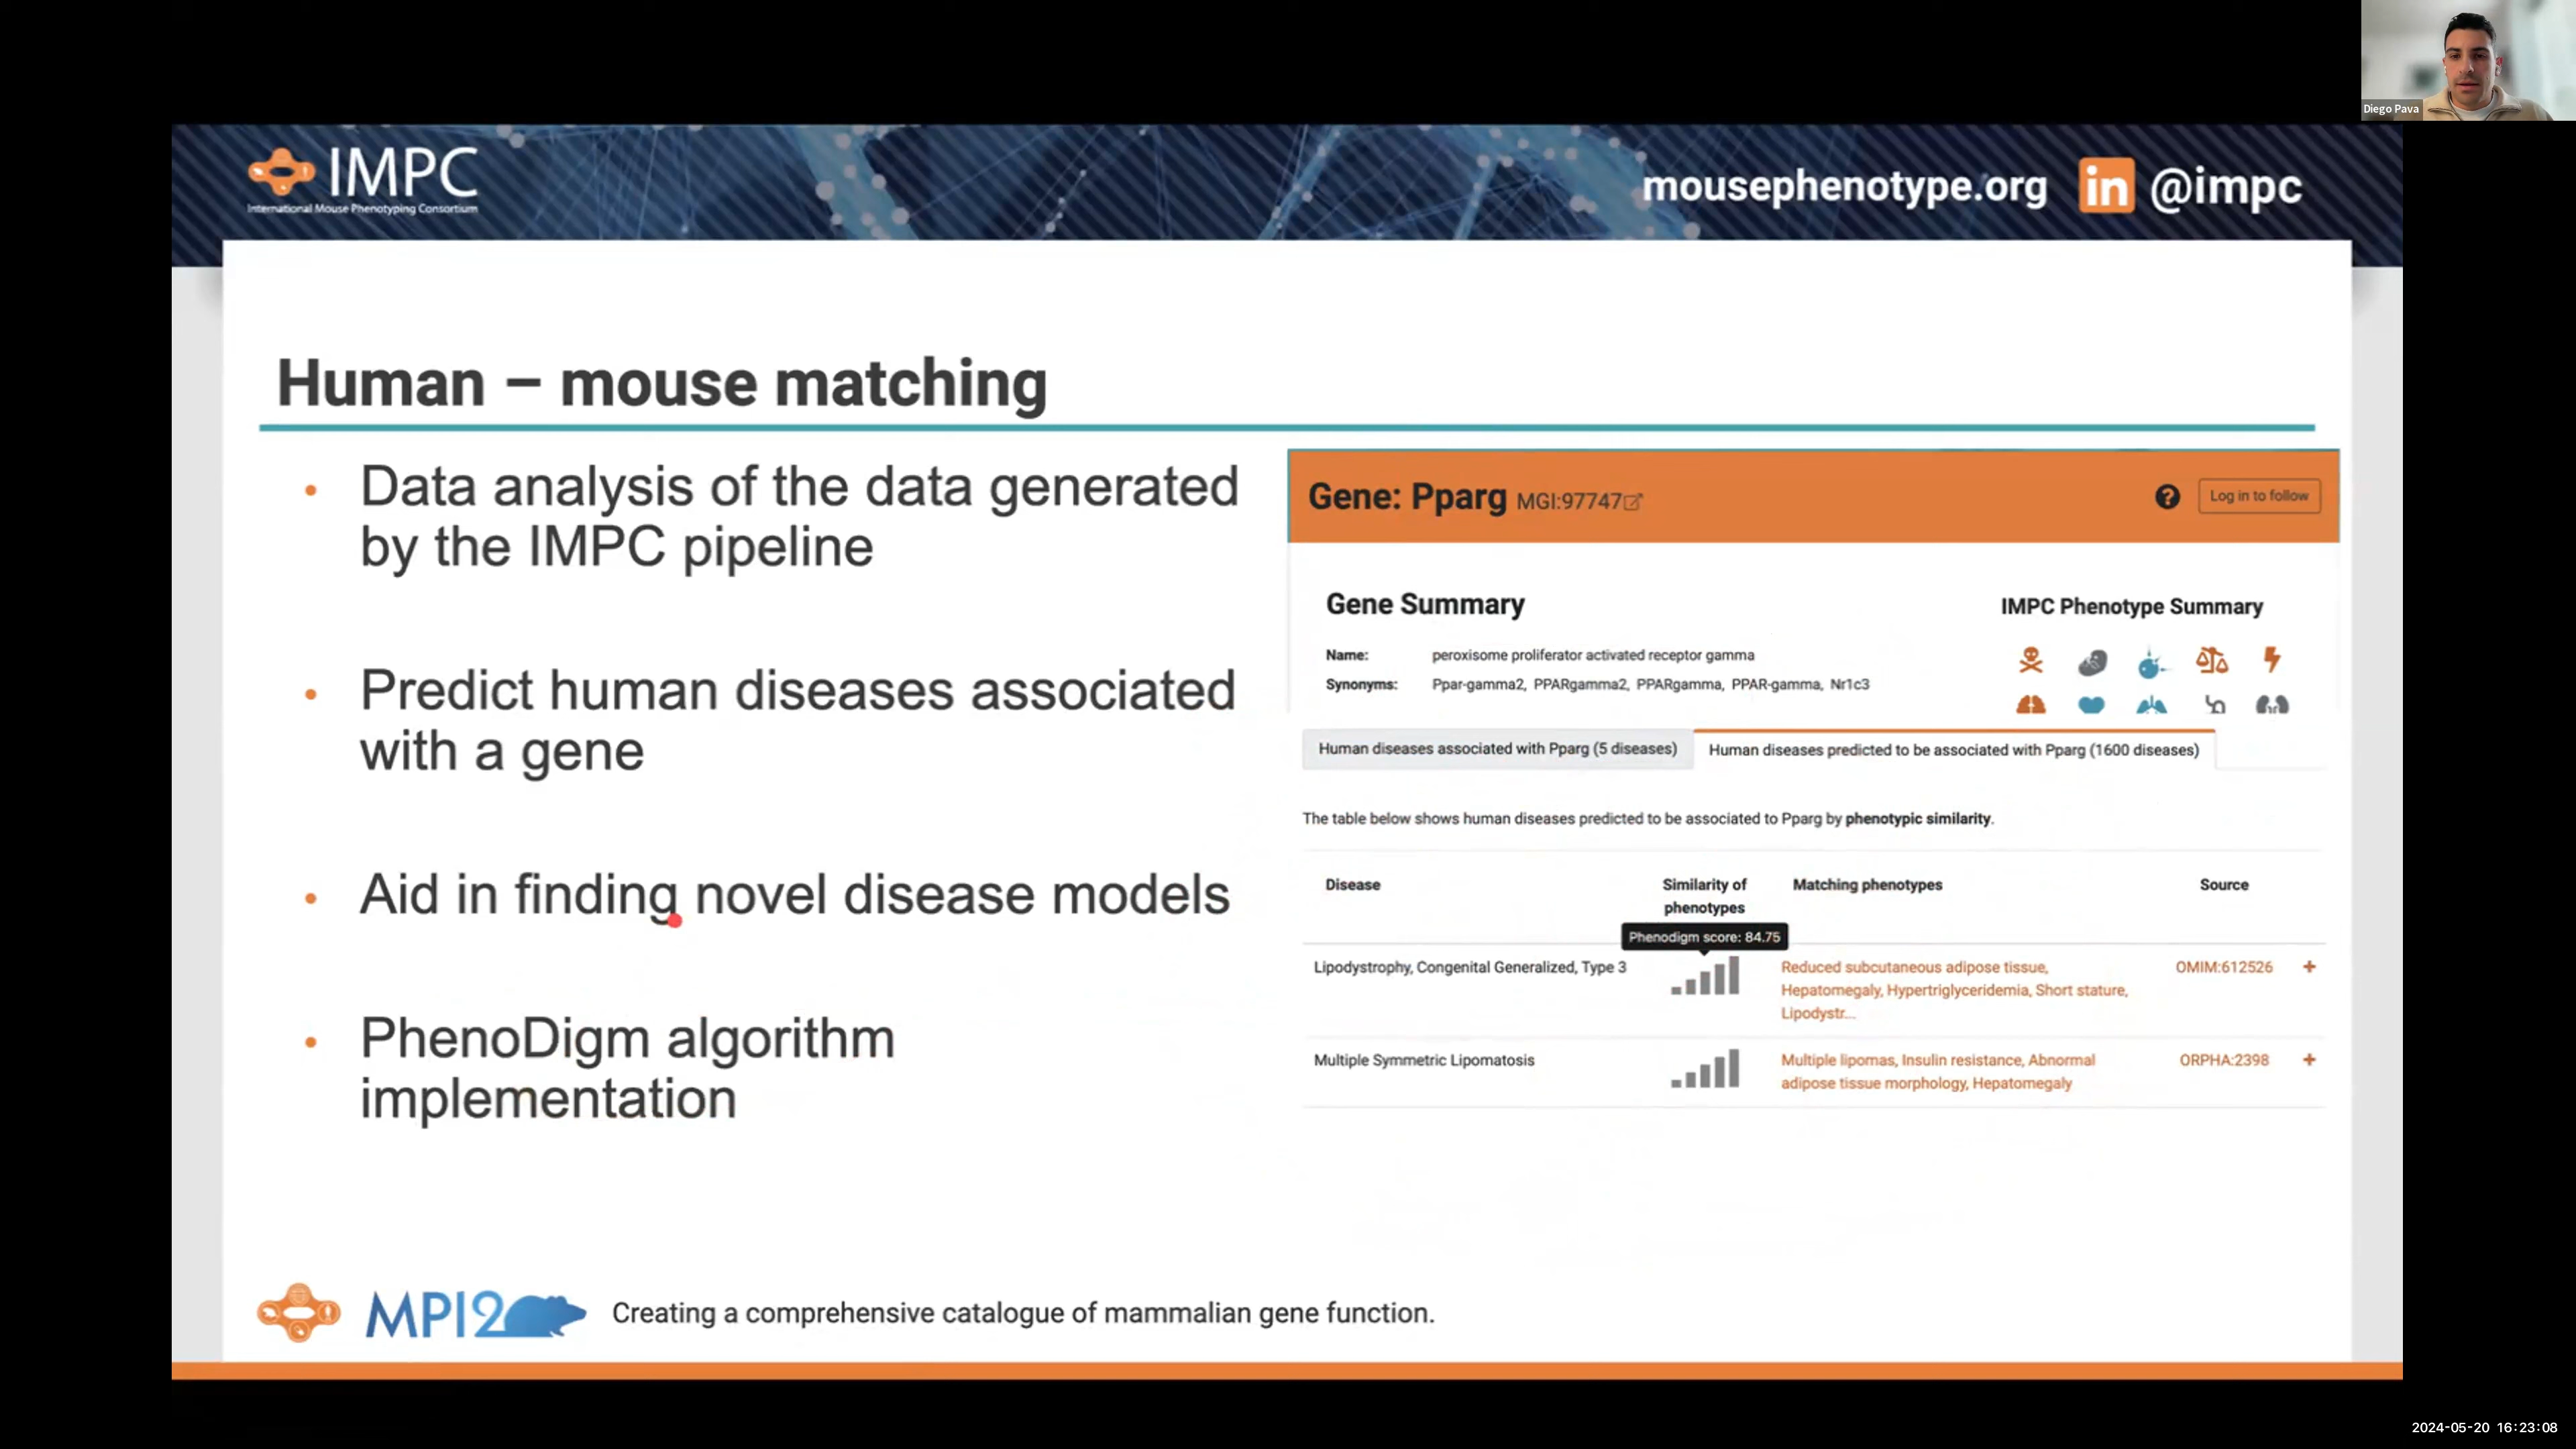 Diego Pava
IMPC
International Mouse Phenotyping Consortium
mousephenotype.org in @impc
Human – mouse matching
• Data analysis of the data generated
by the IMPC pipeline
• Predict human diseases associated
with a gene
• Aid in finding novel disease models
• PhenoDigm algorithm
implementation
Gene: Pparg MGI:97747
? Log in to follow
Gene Summary
IMPC Phenotype Summary
Name: peroxisome proliferator activated receptor gamma
Synonyms: Ppar-gamma2, PPARgamma2, PPARgamma, PPAR-gamma, Nr1c3
Human diseases associated with Pparg (5 diseases)
Human diseases predicted to be associated with Pparg (1600 diseases)
The table below shows human diseases predicted to be associated to Pparg by phenotypic similarity.
Disease Similarity of Matching phenotypes Source
phenotypes
Phenodigm score: 84.75
Lipodystrophy, Congenital Generalized, Type 3 Reduced subcutaneous adipose tissue, OMIM:612526 +
Hepatomegaly, Hypertriglyceridemia, Short stature,
Lipodystr...
Multiple Symmetric Lipomatosis Multiple lipomas, Insulin resistance, Abnormal ORPHA:2398 +
adipose tissue morphology, Hepatomegaly
MPI2 Creating a comprehensive catalogue of mammalian gene function.
2024-05-20 16:23:08